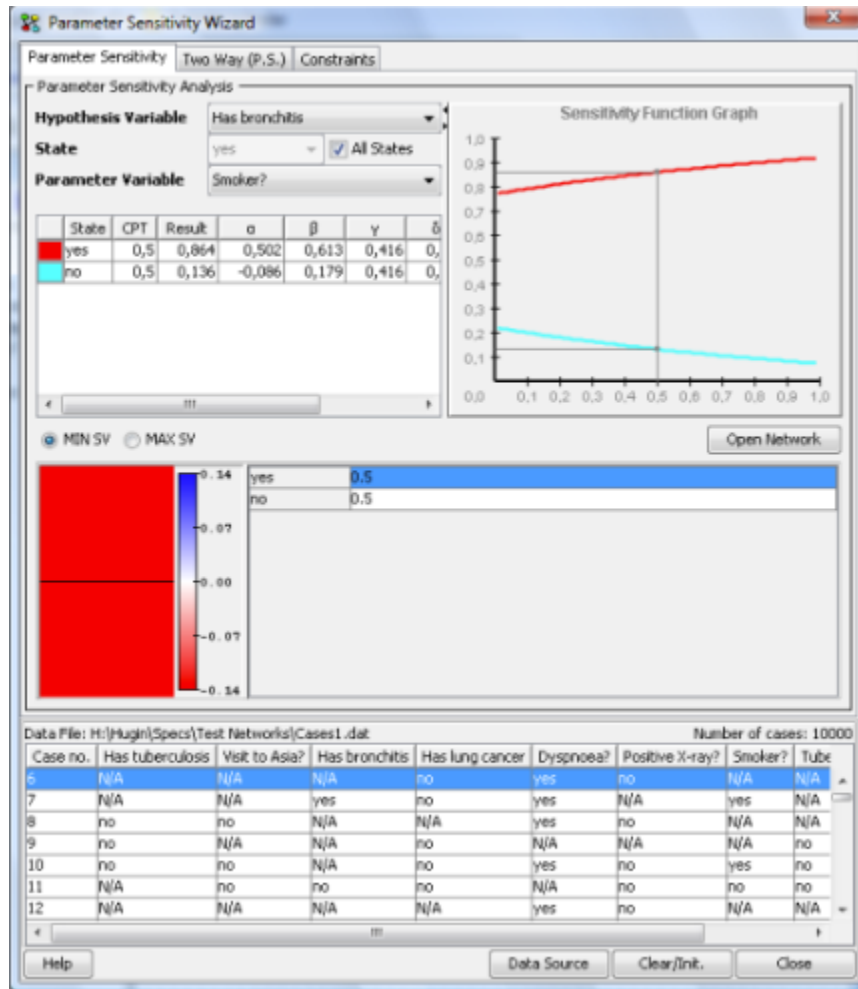 Parameter Sensitivity Wizard
Parameter Sensitivity Two Way (P.S.) Constraints
Parameter Sensitivity Analysis
Hypothesis Variable Has bronchitis
State yes All States
Parameter Variable Smoker?
State CPT Result α β γ δ
yes 0,5 0,864 0,502 0,613 0,416 0,
no 0,5 0,136 -0,086 0,179 0,416 0,
Sensitivity Function Graph
1,0
0,9
0,8
0,7
0,6
0,5
0,4
0,3
0,2
0,1
0,0 0,1 0,2 0,3 0,4 0,5 0,6 0,7 0,8 0,9 1,0
MIN SV MAX SV Open Network
0.14
0.07
0.00
-0.07
-0.14
yes 0.5
no 0.5
Data File: H:\Hugin\Specs\Test Networks\Cases1.dat Number of cases: 10000
Case no. Has tuberculosis Visit to Asia? Has bronchitis Has lung cancer Dyspnoea? Positive X-ray? Smoker? Tube
6 N/A N/A N/A no yes no N/A N/A
7 N/A N/A yes no yes N/A yes N/A
8 no no N/A N/A yes no N/A N/A
9 no no N/A no N/A N/A N/A no
10 no no N/A no yes no yes no
11 N/A no no no N/A no no no
12 N/A N/A N/A N/A yes no N/A N/A
Help Data Source Clear/Init. Close